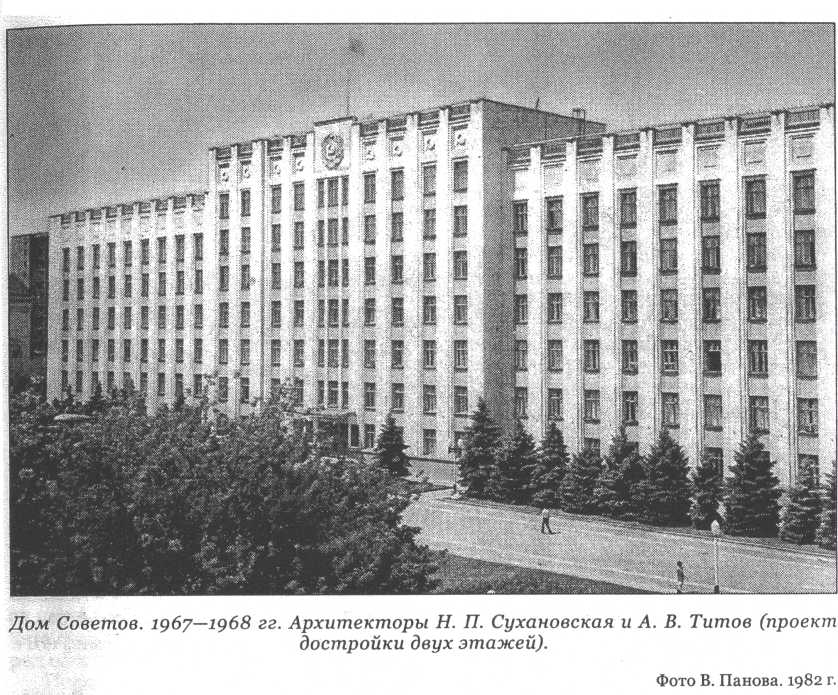 Дом Советов. 1967—1968 гг. Архитекторы Н. П. Сухановская и А. В. Титов (проект
достройки двух этажей).
Фото В. Панова. 1982 г.